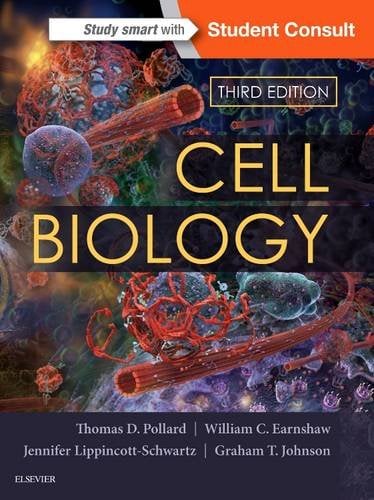 Study smart with Student Consult
THIRD EDITION
CELL
BIOLOGY
Thomas D. Pollard | William C. Earnshaw
Jennifer Lippincott-Schwartz | Graham T. Johnson
ELSEVIER